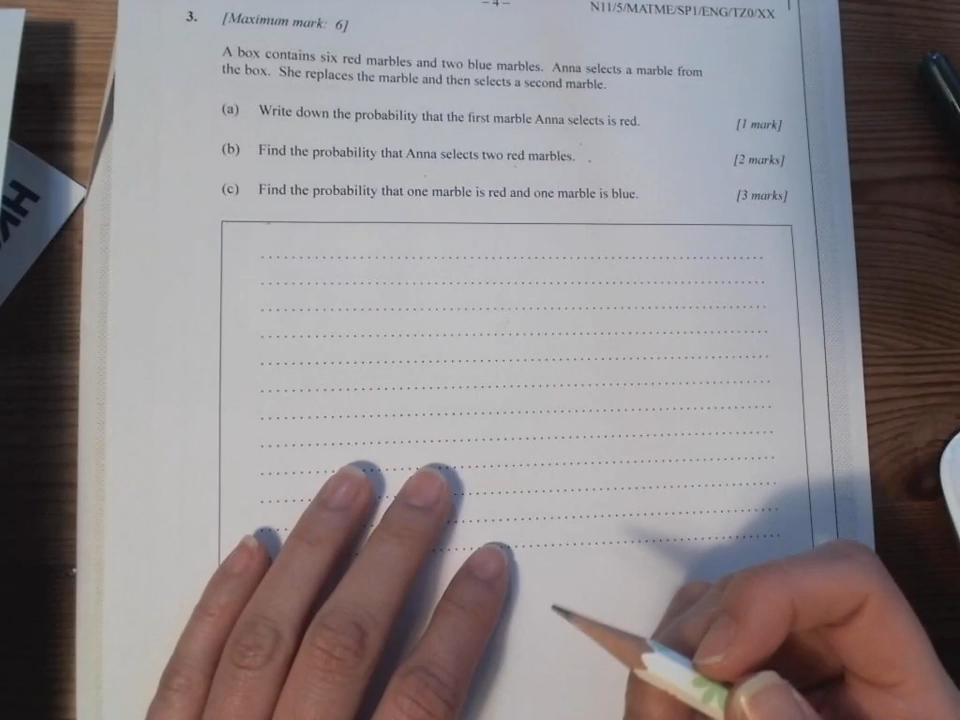 – 4 –
N11/5/MATME/SP1/ENG/TZ0/XX
3. [Maximum mark: 6]
A box contains six red marbles and two blue marbles. Anna selects a marble from
the box. She replaces the marble and then selects a second marble.
(a) Write down the probability that the first marble Anna selects is red. [1 mark]
(b) Find the probability that Anna selects two red marbles. [2 marks]
(c) Find the probability that one marble is red and one marble is blue. [3 marks]